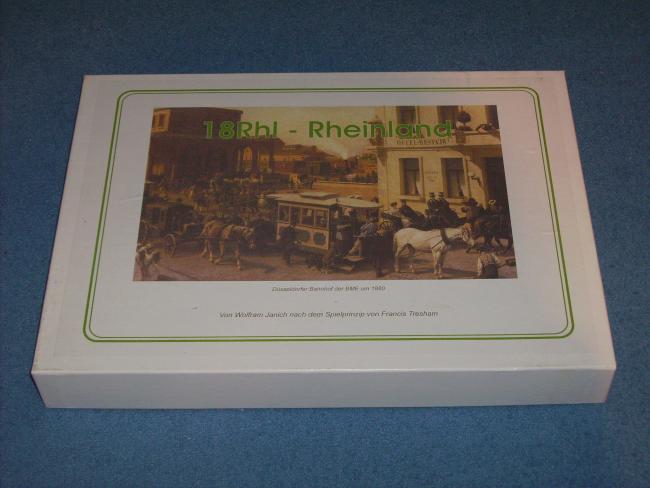 18Rhl - Rheinland
Düsseldorfer Bahnhof der BME um 1880
Von Wolfram Janich nach dem Spielprinzip von Francis Tresham